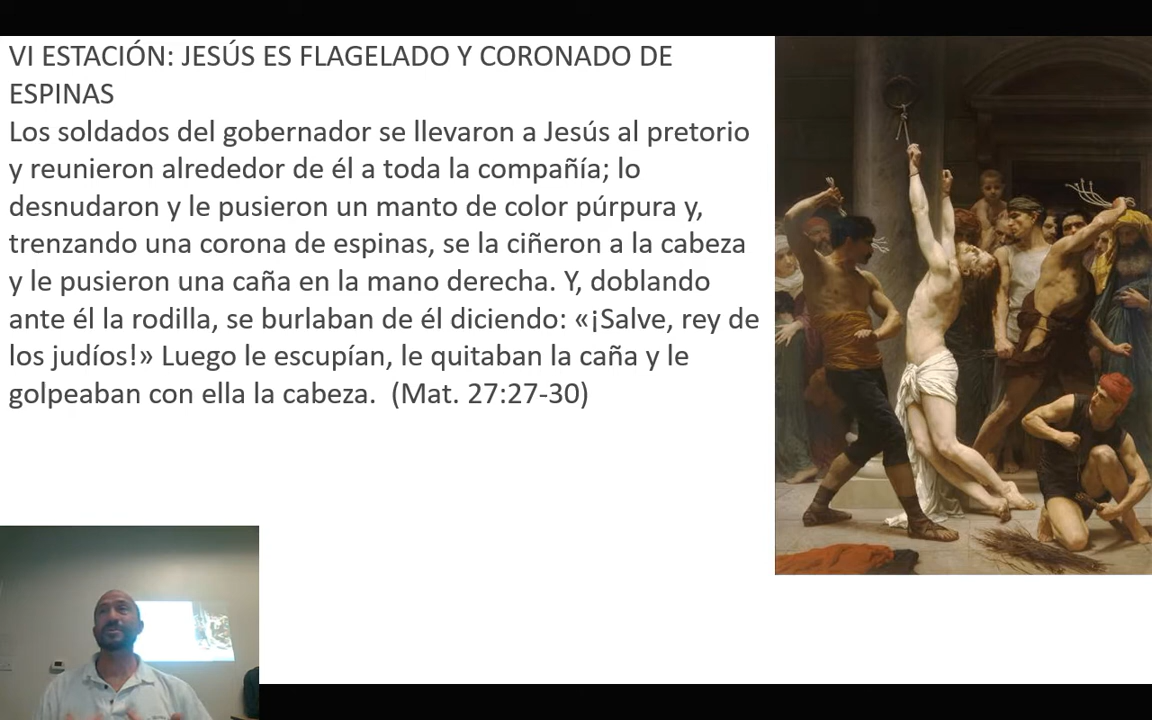 VI ESTACIÓN: JESÚS ES FLAGELADO Y CORONADO DE
ESPINAS
Los soldados del gobernador se llevaron a Jesús al pretorio
y reunieron alrededor de él a toda la compañía; lo
desnudaron y le pusieron un manto de color púrpura y,
trenzando una corona de espinas, se la ciñeron a la cabeza
y le pusieron una caña en la mano derecha. Y, doblando
ante él la rodilla, se burlaban de él diciendo: «¡Salve, rey de
los judíos!» Luego le escupían, le quitaban la caña y le
golpeaban con ella la cabeza. (Mat. 27:27-30)